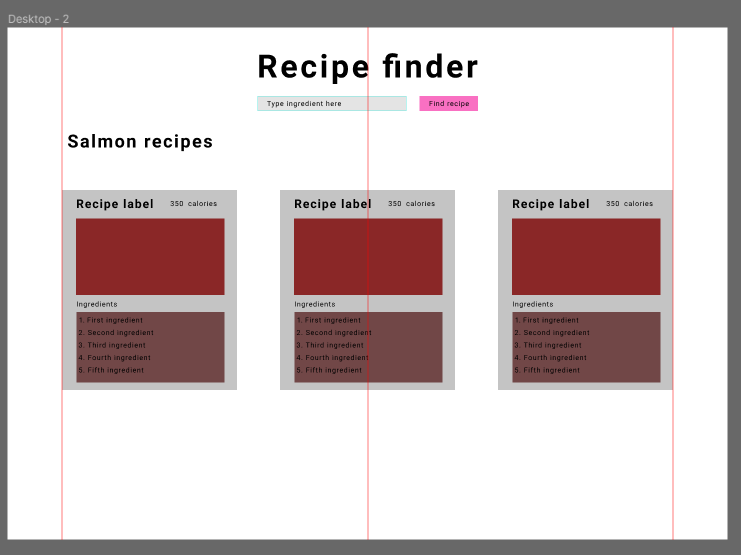 Desktop - 2
Recipe finder
Type ingredient here
Find recipe
Salmon recipes
Recipe label 350 calories
Ingredients
1. First ingredient
2. Second ingredient
3. Third ingredient
4. Fourth ingredient
5. Fifth ingredient
Recipe label 350 calories
Ingredients
1. First ingredient
2. Second ingredient
3. Third ingredient
4. Fourth ingredient
5. Fifth ingredient
Recipe label 350 calories
Ingredients
1. First ingredient
2. Second ingredient
3. Third ingredient
4. Fourth ingredient
5. Fifth ingredient